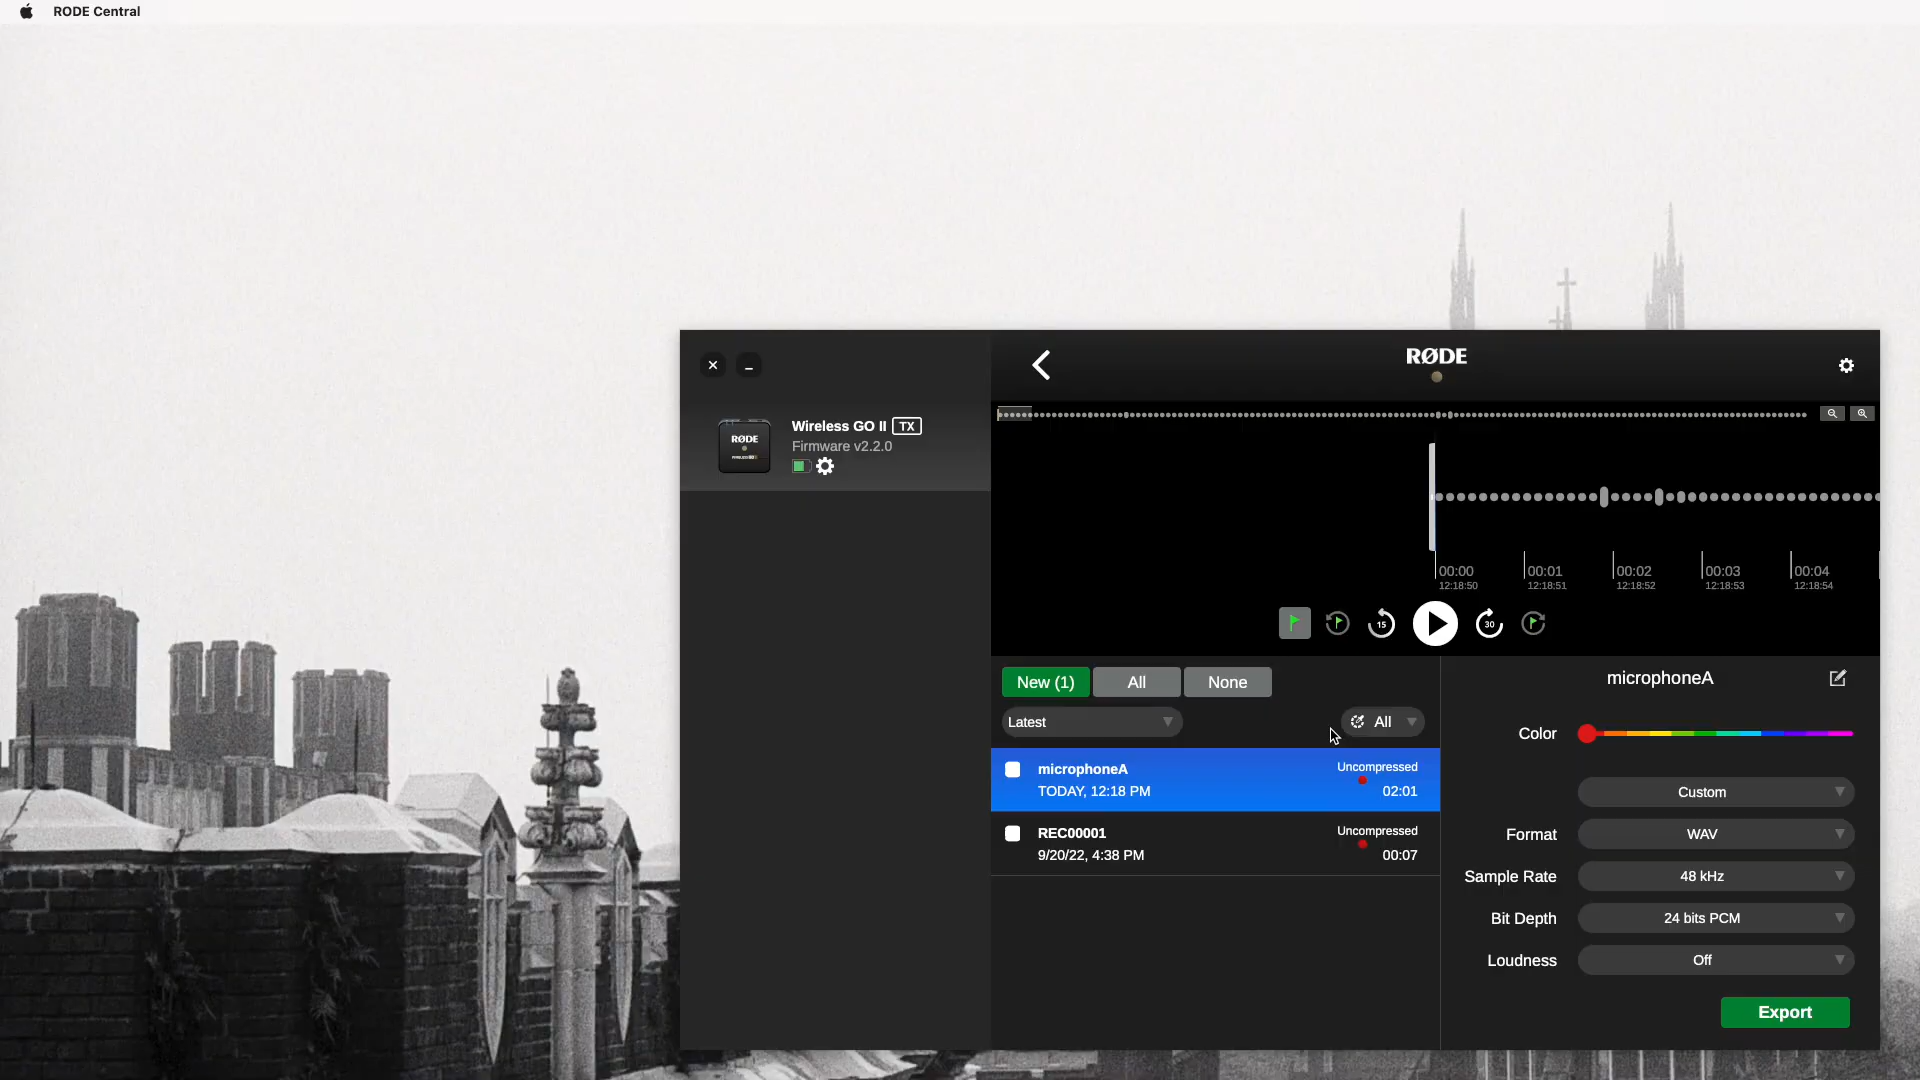 RODE Central
RØDE
Wireless GO II TX
Firmware v2.2.0
RØDE
00:00
00:01
00:02
00:03
00:04
12:18:50
12:18:51
12:18:52
12:18:53
12:18:54
15
30
New (1)
All
None
Latest
All
microphoneA
Uncompressed
TODAY, 12:18 PM
02:01
REC00001
Uncompressed
9/20/22, 4:38 PM
00:07
microphoneA
Color
Custom
Format
WAV
Sample Rate
48 kHz
Bit Depth
24 bits PCM
Loudness
Off
Export